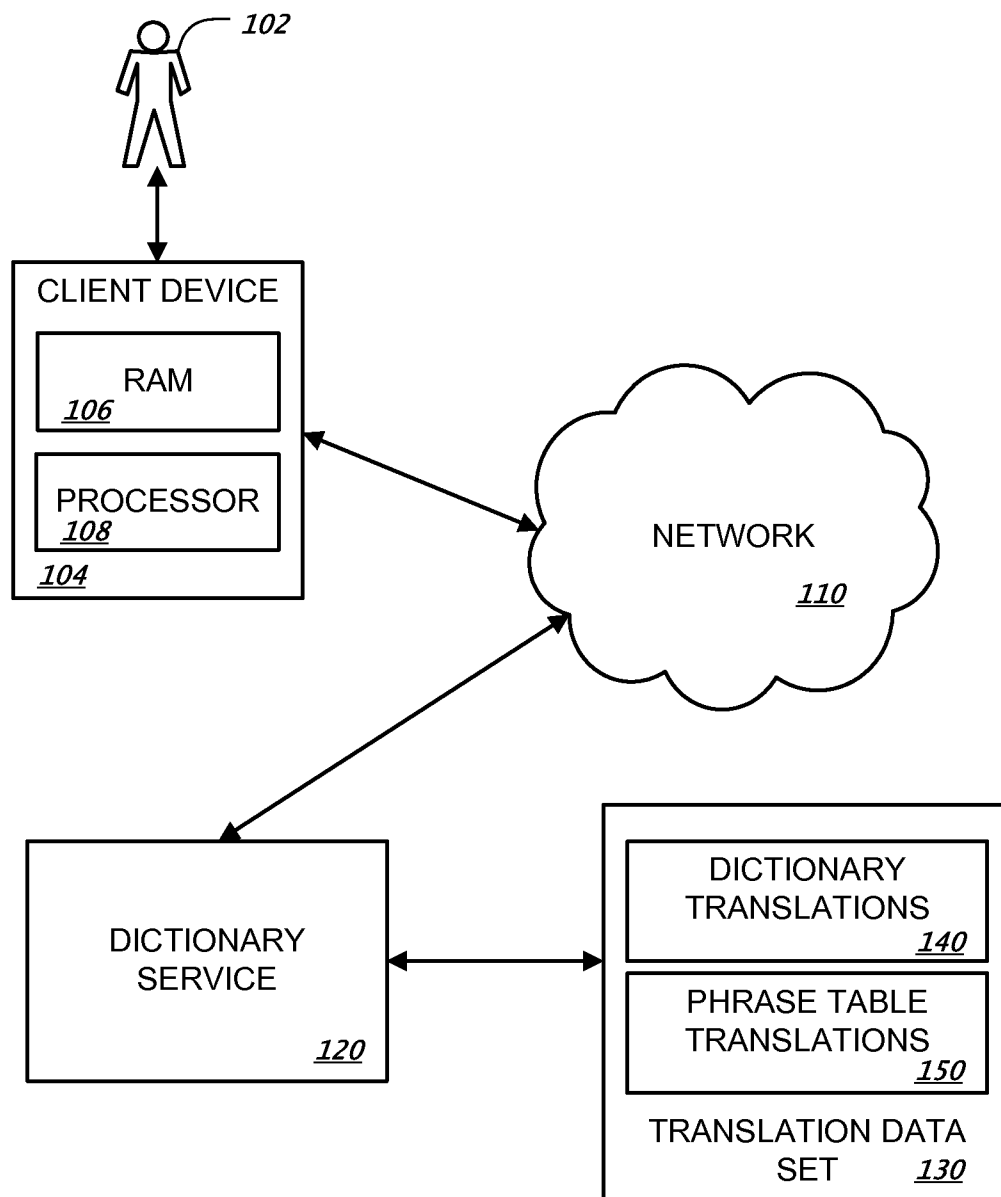 102
CLIENT DEVICE
RAM
106
PROCESSOR
108
104
NETWORK
110
DICTIONARY
SERVICE
120
DICTIONARY
TRANSLATIONS
140
PHRASE TABLE
TRANSLATIONS
150
TRANSLATION DATA
SET 130